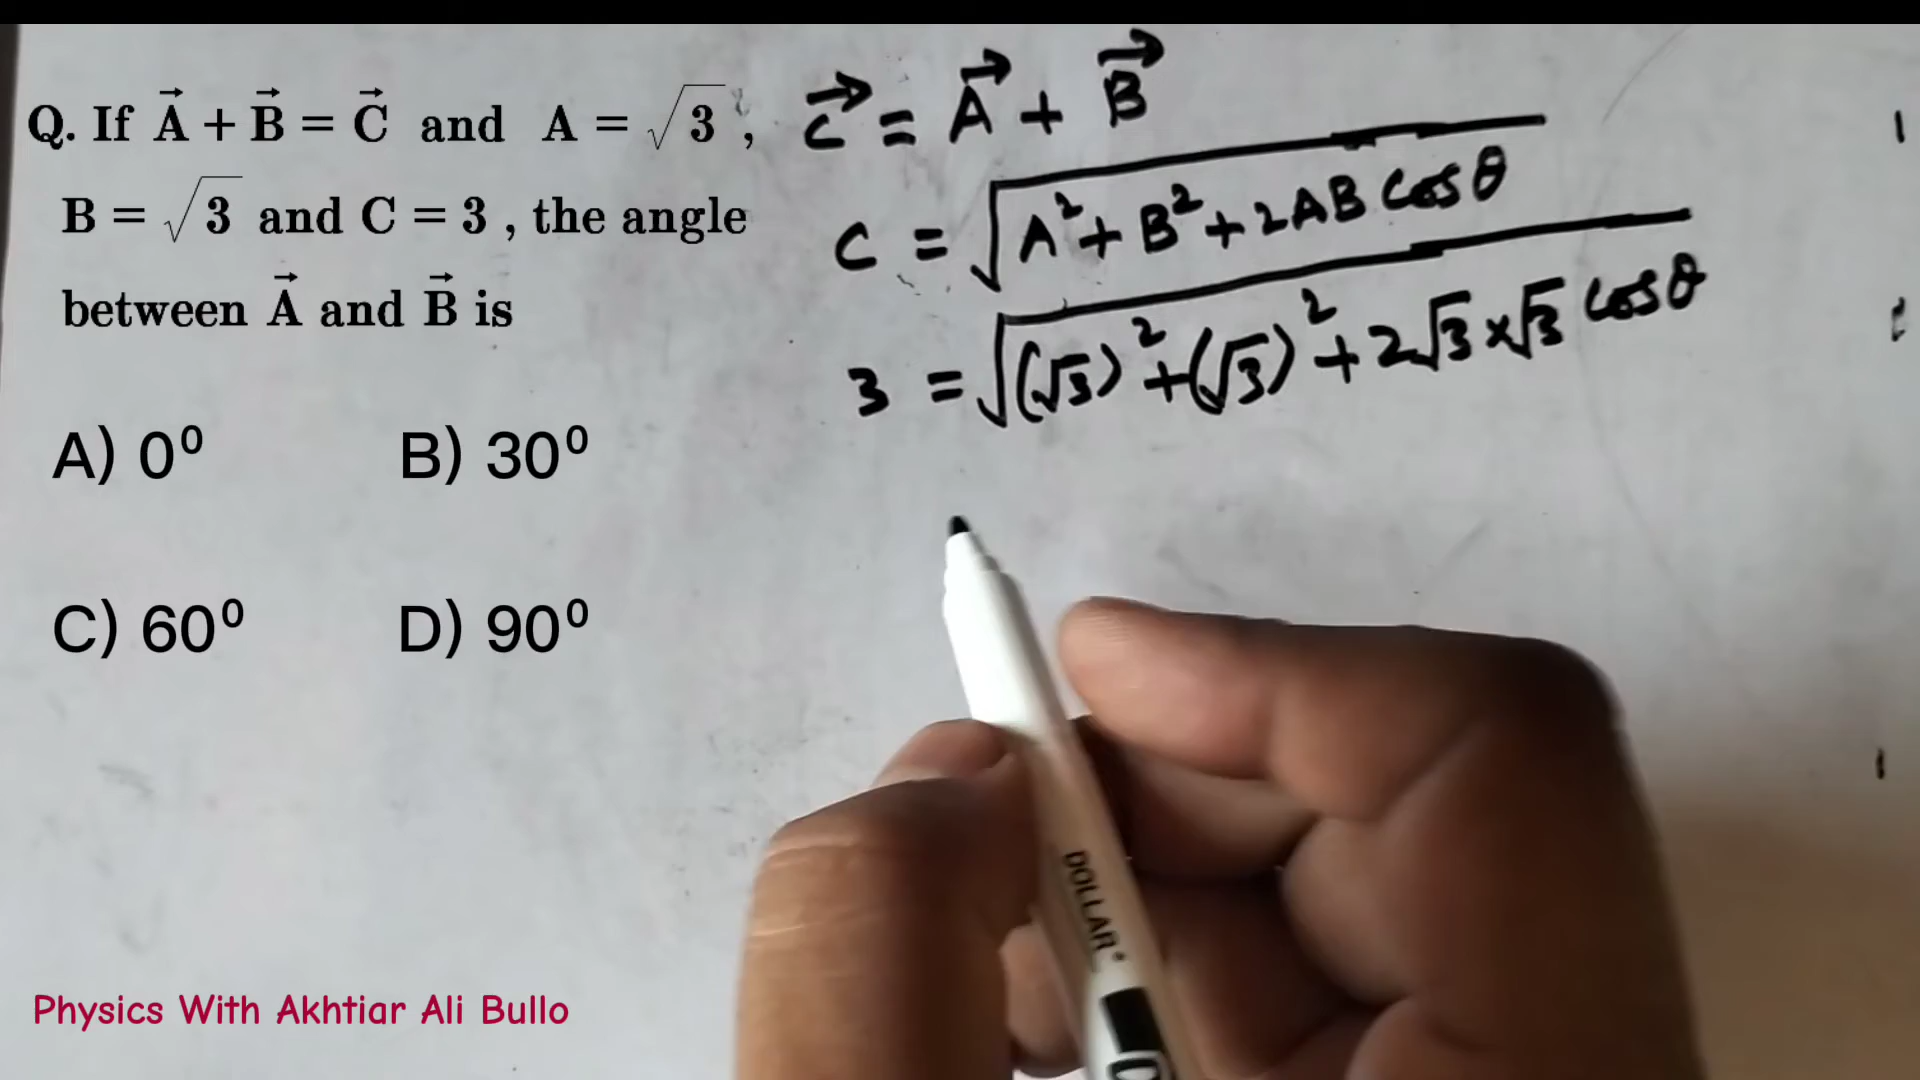 Q. If A⃗ + B⃗ = C⃗ and A = √3 ,
B = √3 and C = 3 , the angle
between A⃗ and B⃗ is
A) 0⁰ B) 30⁰
C) 60⁰ D) 90⁰
C⃗ = A⃗ + B⃗
C = √(A² + B² + 2AB cosθ)
3 = √((√3)² + (√3)² + 2√3×√3 cosθ)
DOLLAR
Physics With Akhtiar Ali Bullo